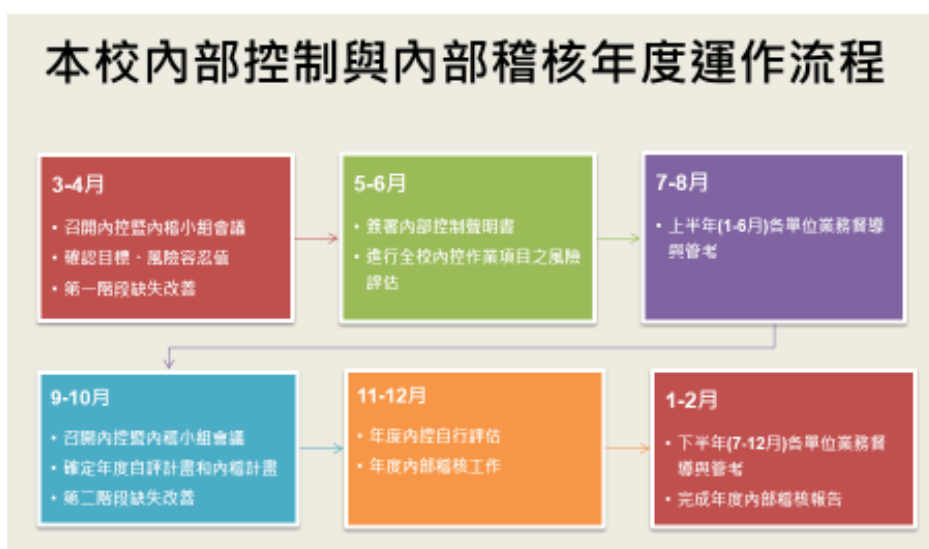 本校內部控制與內部稽核年度運作流程
3-4月
• 召開內控暨內稽小組會議
• 確認目標、風險容忍值
• 第一階段缺失改善
5-6月
• 簽署內部控制聲明書
• 進行全校內控作業項目之風險
評估
7-8月
• 上半年(1-6月)各單位業務督導
與管考
9-10月
• 召開內控暨內稽小組會議
• 確定年度自評計畫和內稽計畫
• 第二階段缺失改善
11-12月
• 年度內控自行評估
• 年度內部稽核工作
1-2月
• 下半年(7-12月)各單位業務督
導與管考
• 完成年度內部稽核報告